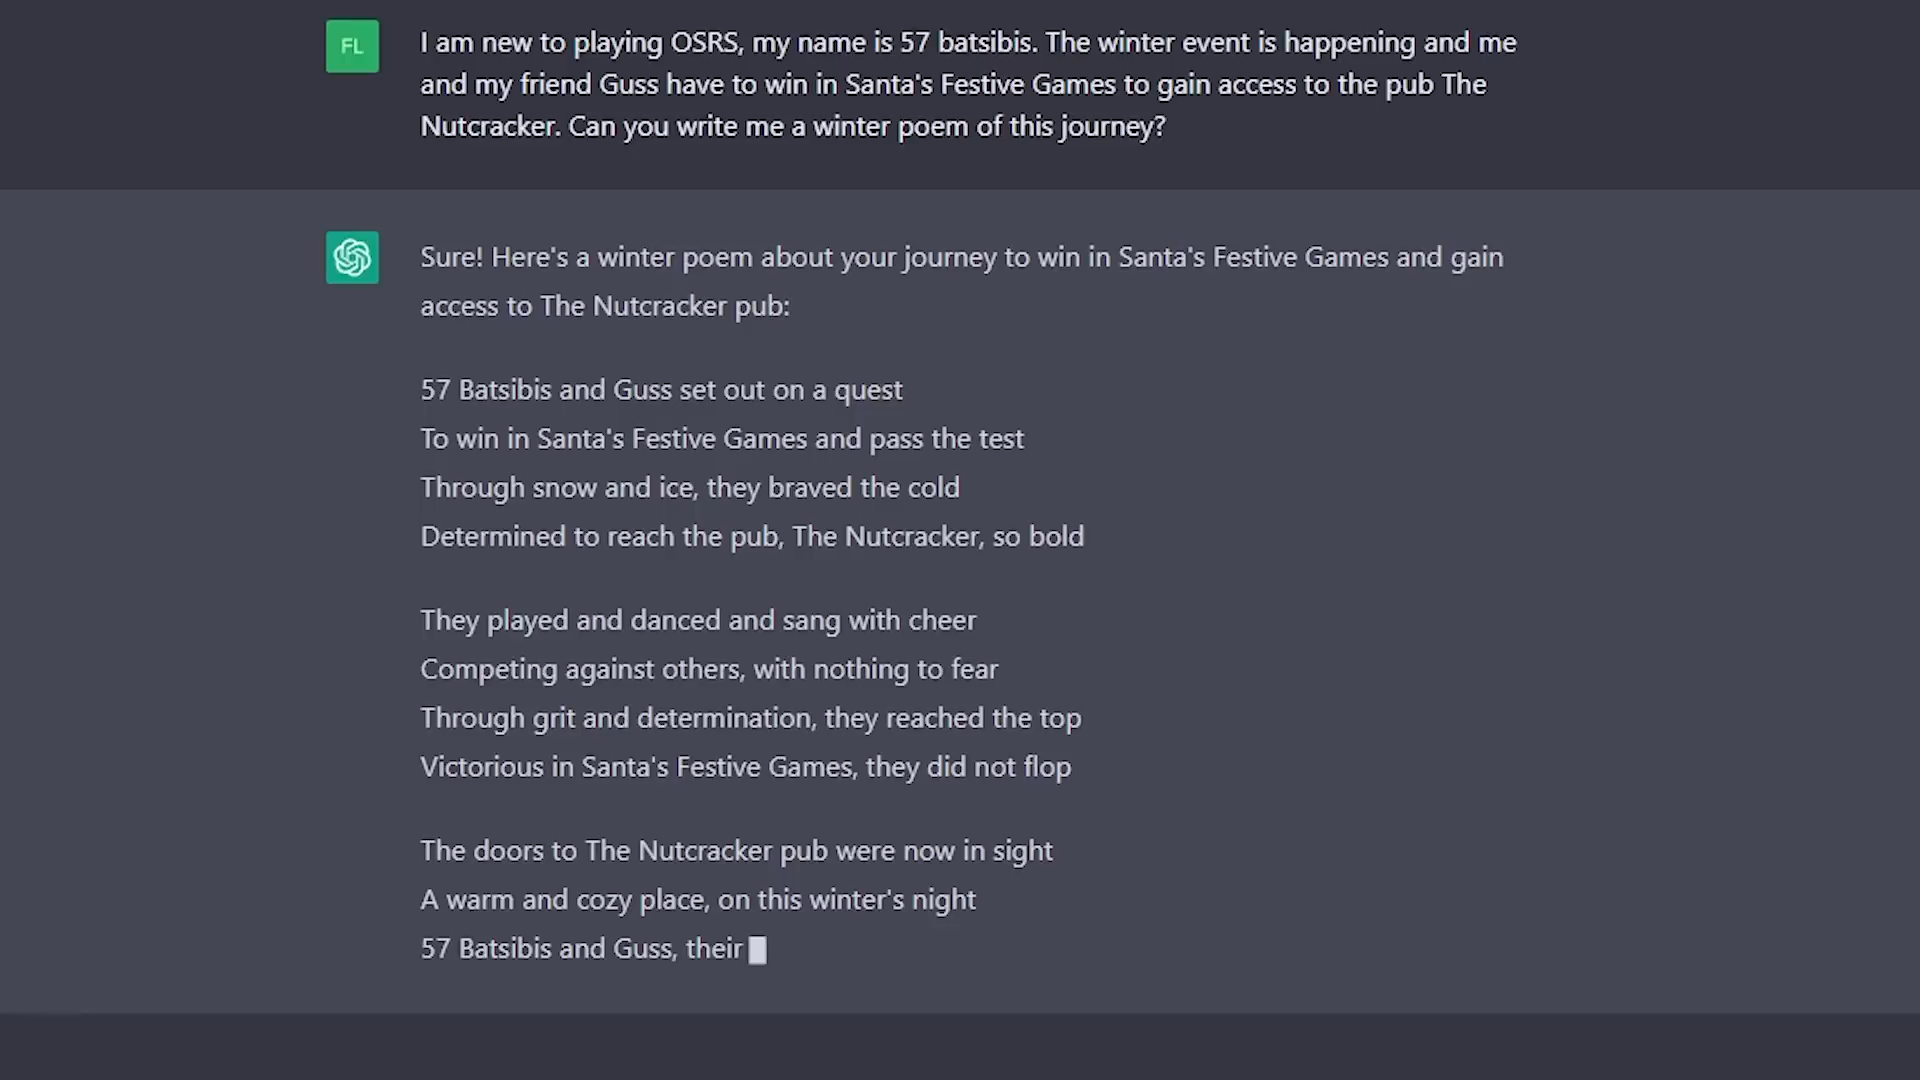 FL
I am new to playing OSRS, my name is 57 batsibis. The winter event is happening and me
and my friend Guss have to win in Santa's Festive Games to gain access to the pub The
Nutcracker. Can you write me a winter poem of this journey?
Sure! Here's a winter poem about your journey to win in Santa's Festive Games and gain
access to The Nutcracker pub:
57 Batsibis and Guss set out on a quest
To win in Santa's Festive Games and pass the test
Through snow and ice, they braved the cold
Determined to reach the pub, The Nutcracker, so bold
They played and danced and sang with cheer
Competing against others, with nothing to fear
Through grit and determination, they reached the top
Victorious in Santa's Festive Games, they did not flop
The doors to The Nutcracker pub were now in sight
A warm and cozy place, on this winter's night
57 Batsibis and Guss, their